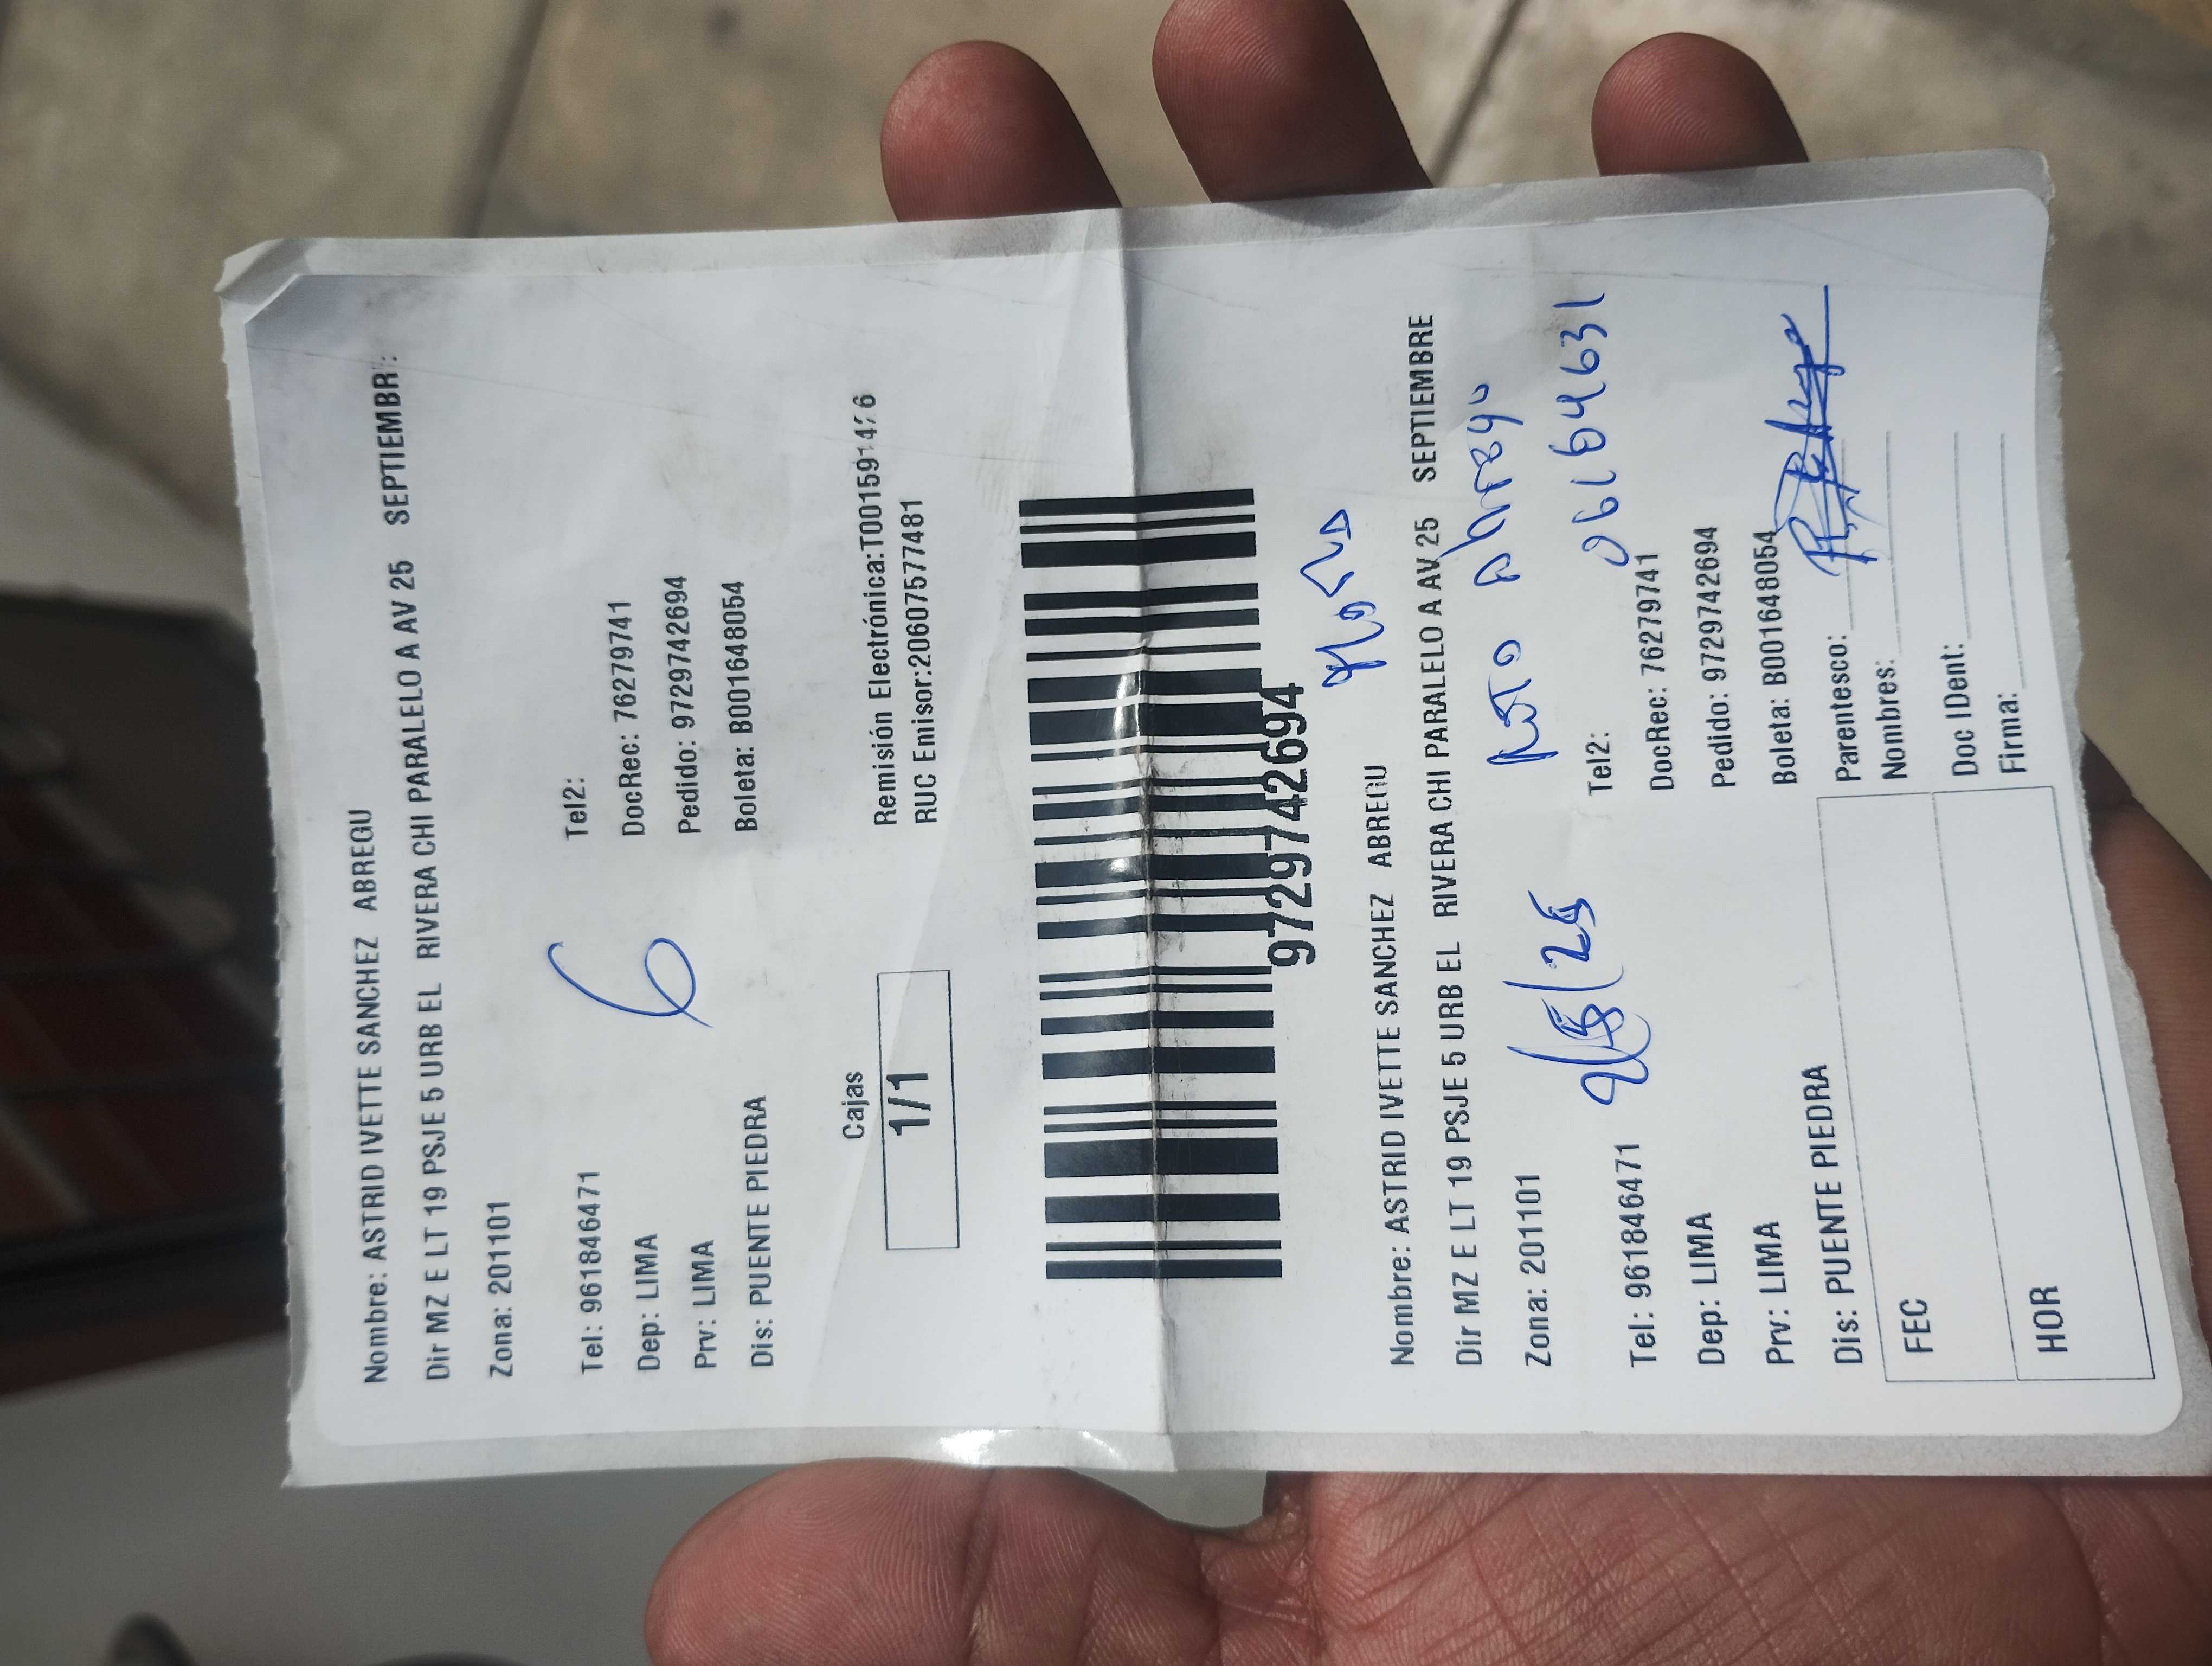 Nombre: ASTRID IVETTE SANCHEZ ABREGU
Dir MZ E LT 19 PSJE 5 URB EL RIVERA CHI PARALELO A AV 25 SEPTIEMBR
Zona: 201101
Tel: 961846471 Tel2:
Dep: LIMA DocRec: 76279741
Prv: LIMA Pedido: 9729742694
Dis: PUENTE PIEDRA Boleta: B001648054
6
Cajas
1/1
Remisión Electrónica:
RUC Emisor:20607577481
9729742694
Nombre: ASTRID IVETTE SANCHEZ ABREGU
Dir MZ E LT 19 PSJE 5 URB EL RIVERA CHI PARALELO A AV 25 SEPTIEMBRE
Abregu
Zona: 201101
06164631
Tel: 961846471 Tel2:
Dep: LIMA DocRec: 76279741
Prv: LIMA Pedido: 9729742694
Dis: PUENTE PIEDRA Boleta: B001648054
FEC Parentesco:
Nombres:
HOR Doc IDent:
Firma: